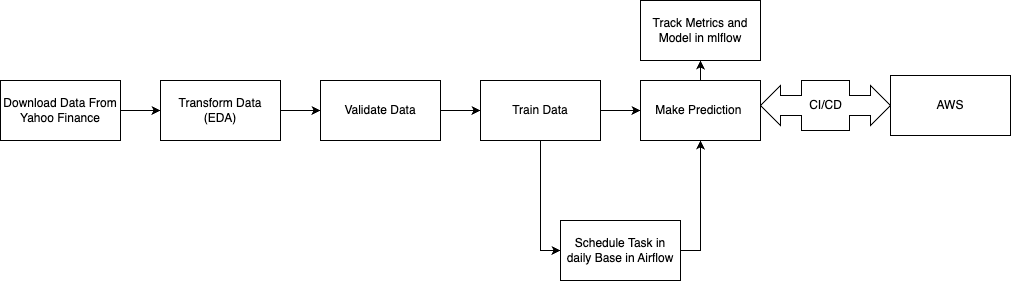 Track Metrics and
Model in mlflow
Download Data From
Yahoo Finance
Transform Data
(EDA)
Validate Data
Train Data
Make Prediction
CI/CD
AWS
Schedule Task in
daily Base in Airflow